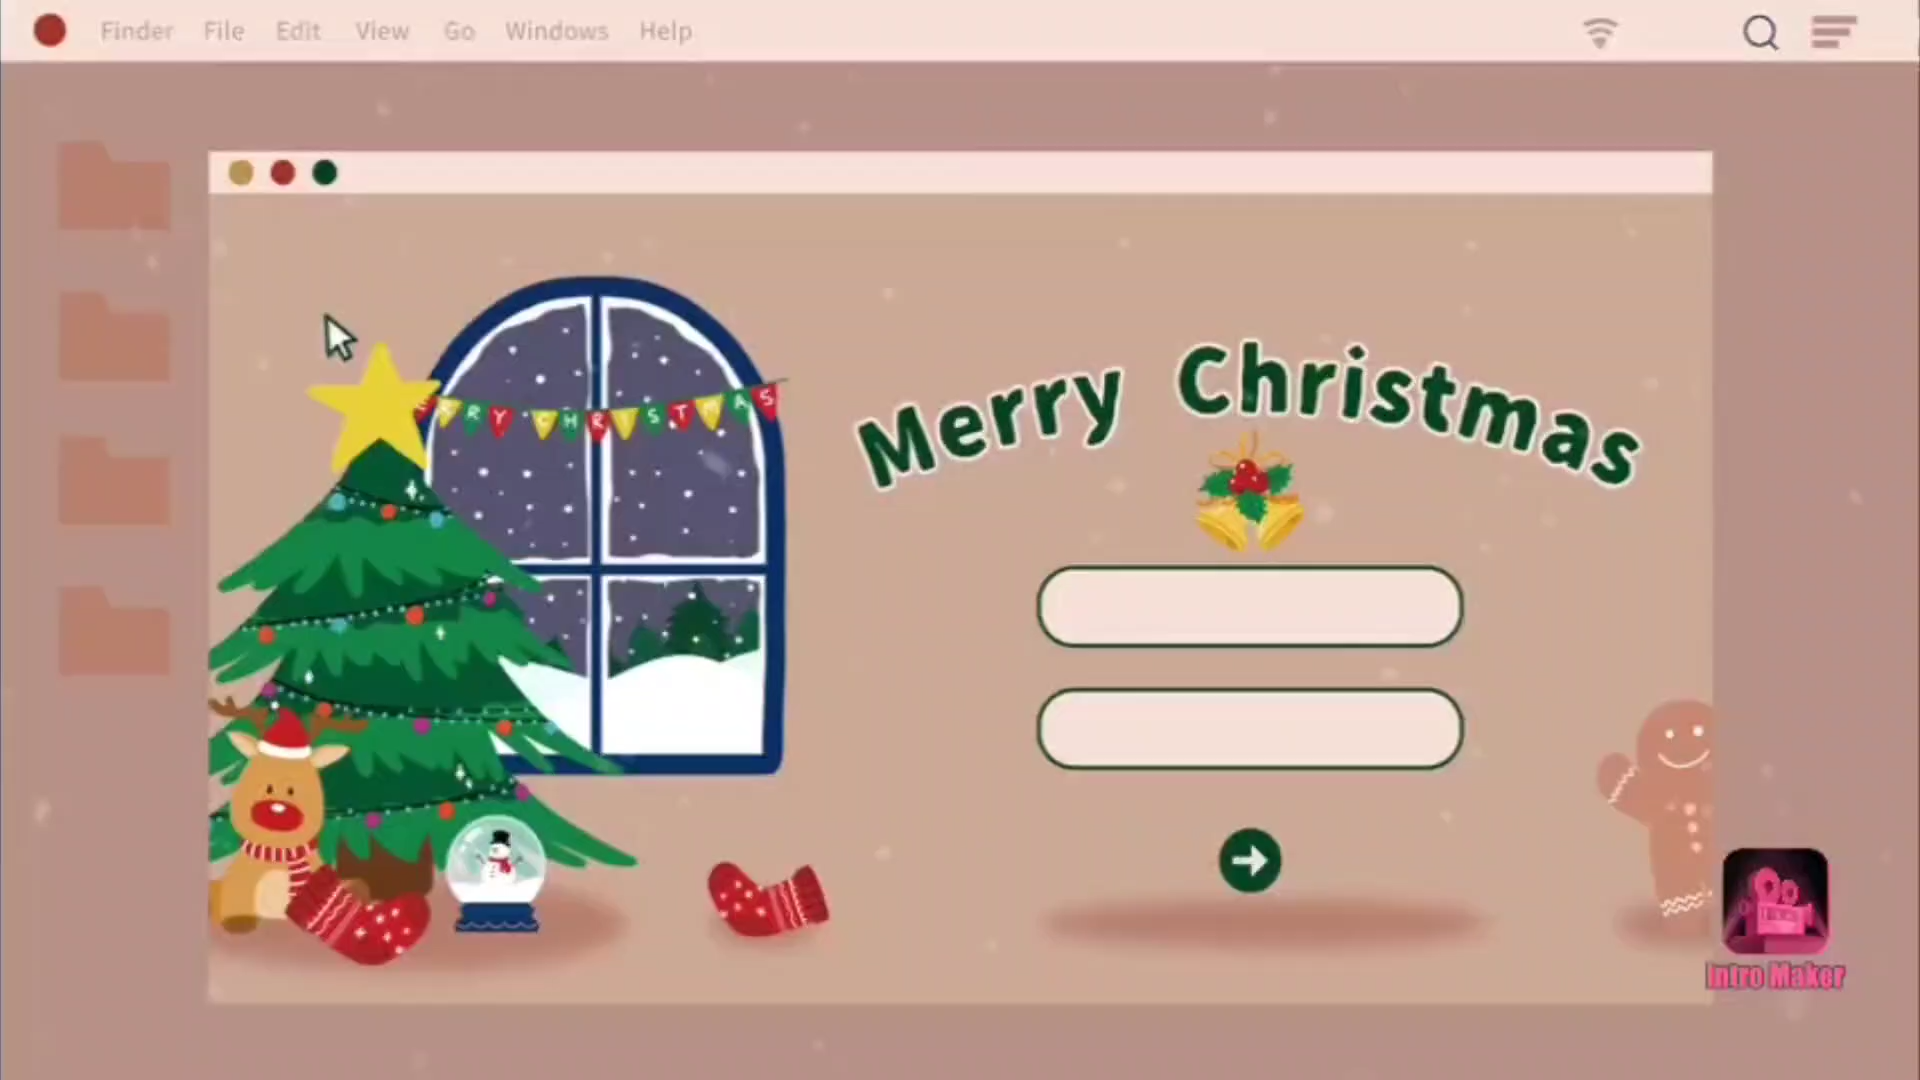 Finder File Edit View Go Windows Help
Merry Christmas
MERRY CHRISTMAS
Intro Maker